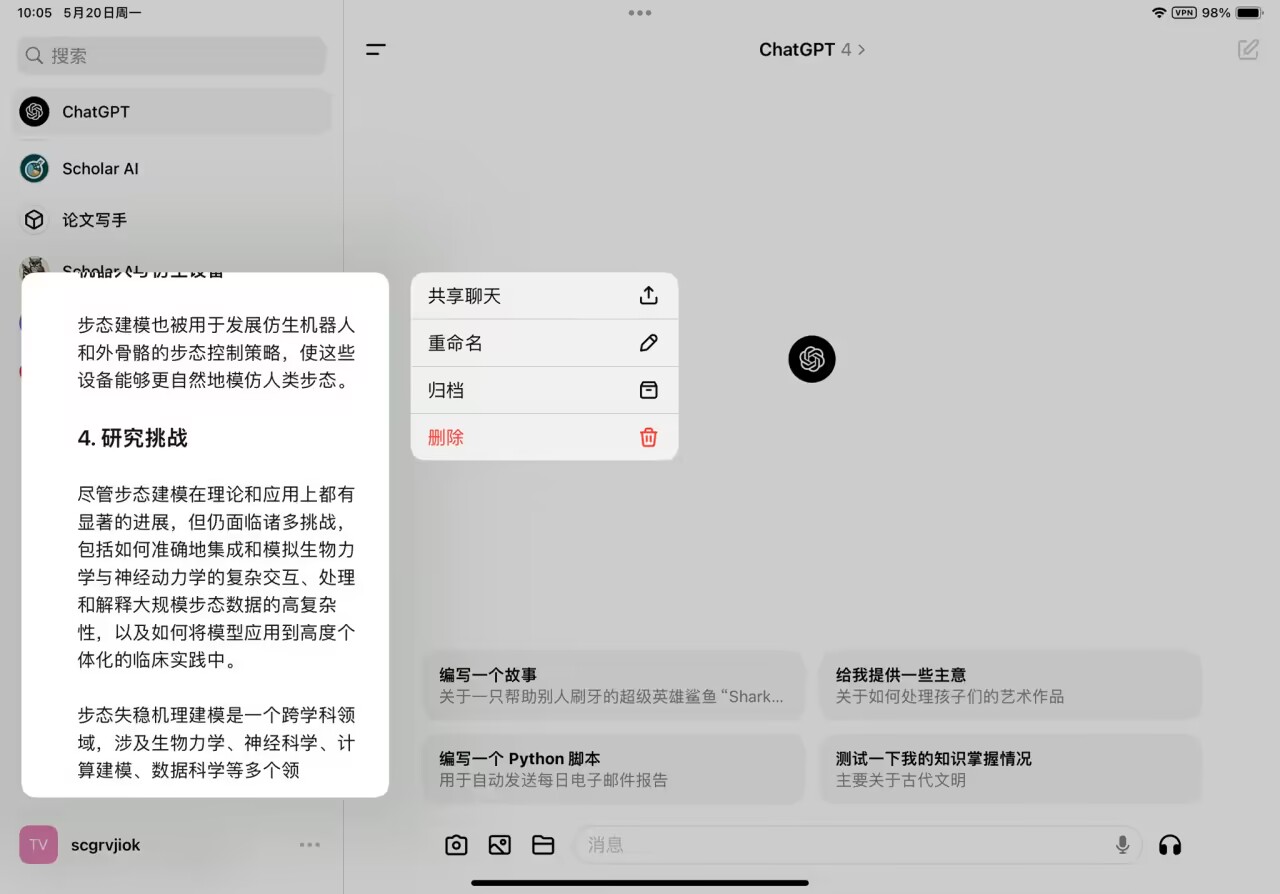 10:05 5月20日周一
VPN 98%
搜索
ChatGPT 4 >
ChatGPT
Scholar AI
论文写手
步态建模也被用于发展仿生机器人
和外骨骼的步态控制策略，使这些
设备能够更自然地模仿人类步态。
4. 研究挑战
尽管步态建模在理论和应用上都有
显著的进展，但仍面临诸多挑战，
包括如何准确地集成和模拟生物力
学与神经动力学的复杂交互、处理
和解释大规模步态数据的高复杂
性，以及如何将模型应用到高度个
体化的临床实践中。
步态失稳机理建模是一个跨学科领
域，涉及生物力学、神经科学、计
算建模、数据科学等多个领
共享聊天
重命名
归档
删除
编写一个故事
关于一只帮助别人刷牙的超级英雄鲨鱼“Shark...
给我提供一些主意
关于如何处理孩子们的艺术作品
编写一个 Python 脚本
用于自动发送每日电子邮件报告
测试一下我的知识掌握情况
主要关于古代文明
TV scgrvjiok
消息